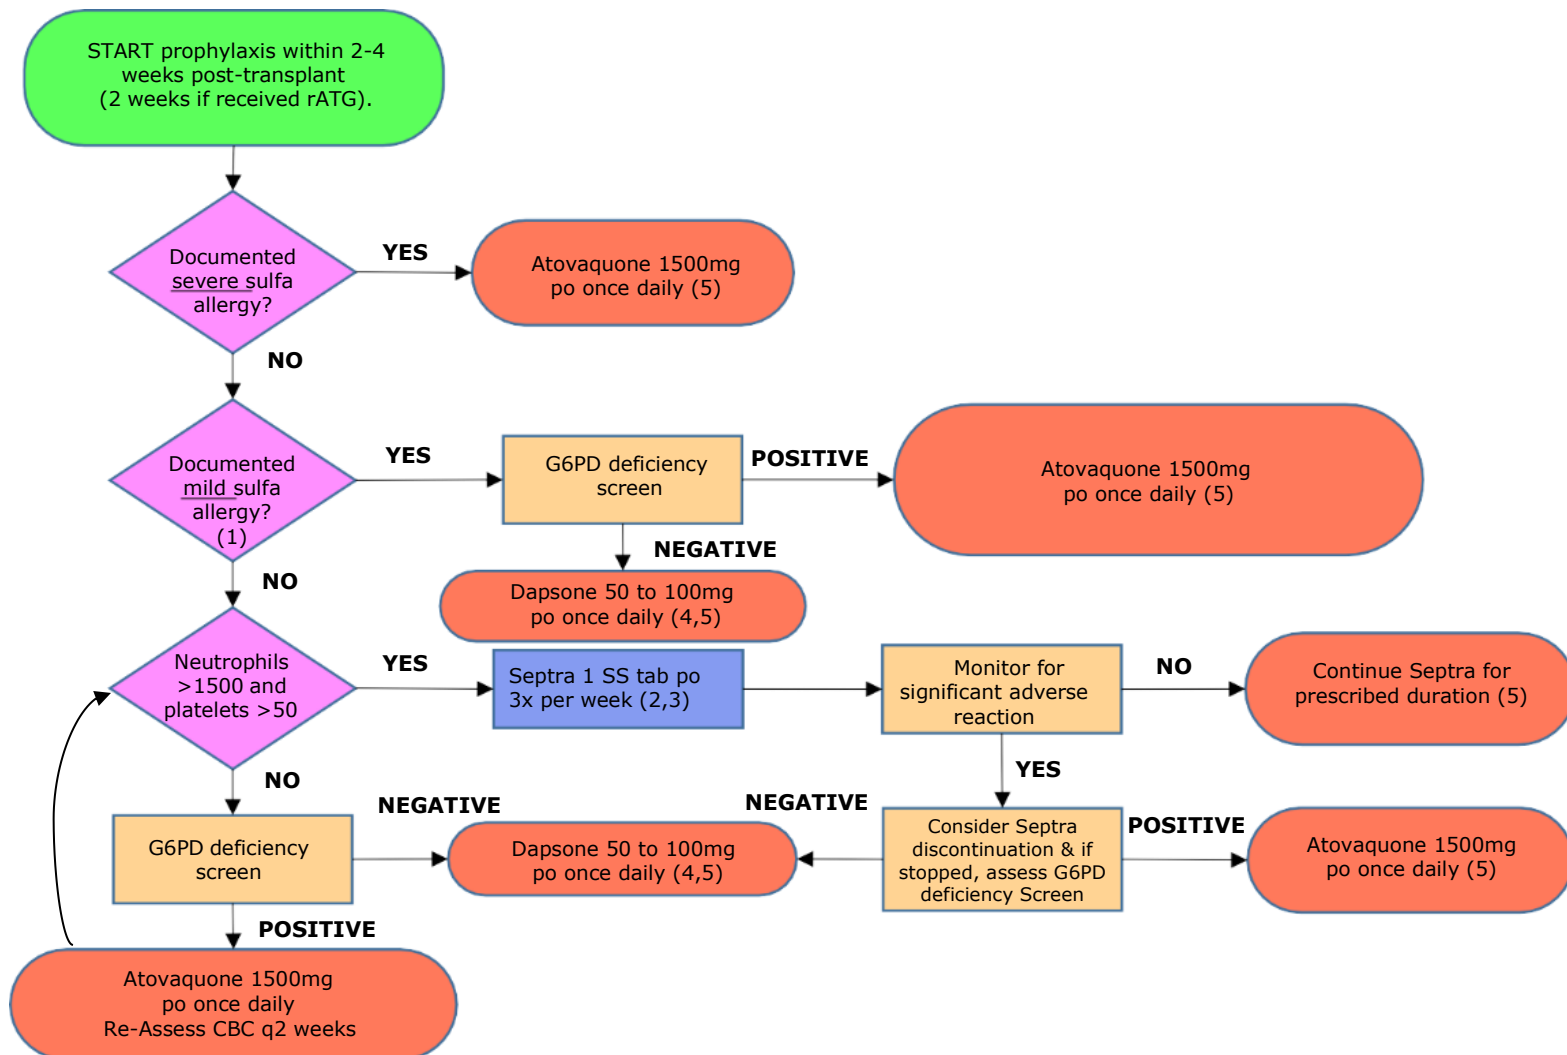 START prophylaxis within 2-4
weeks post-transplant
(2 weeks if received rATG).
Documented
severe sulfa
allergy?
YES
Atovaquone 1500mg
po once daily (5)
NO
Documented
mild sulfa
allergy?
(1)
YES
G6PD deficiency
screen
POSITIVE
Atovaquone 1500mg
po once daily (5)
NEGATIVE
Dapsone 50 to 100mg
po once daily (4,5)
NO
Neutrophils
>1500 and
platelets >50
YES
Septra 1 SS tab po
3x per week (2,3)
Monitor for
significant adverse
reaction
NO
Continue Septra for
prescribed duration (5)
YES
Consider Septra
discontinuation & if
stopped, assess G6PD
deficiency Screen
NEGATIVE
POSITIVE
Atovaquone 1500mg
po once daily (5)
NO
G6PD deficiency
screen
NEGATIVE
Dapsone 50 to 100mg
po once daily (4,5)
POSITIVE
Atovaquone 1500mg
po once daily
Re-Assess CBC q2 weeks